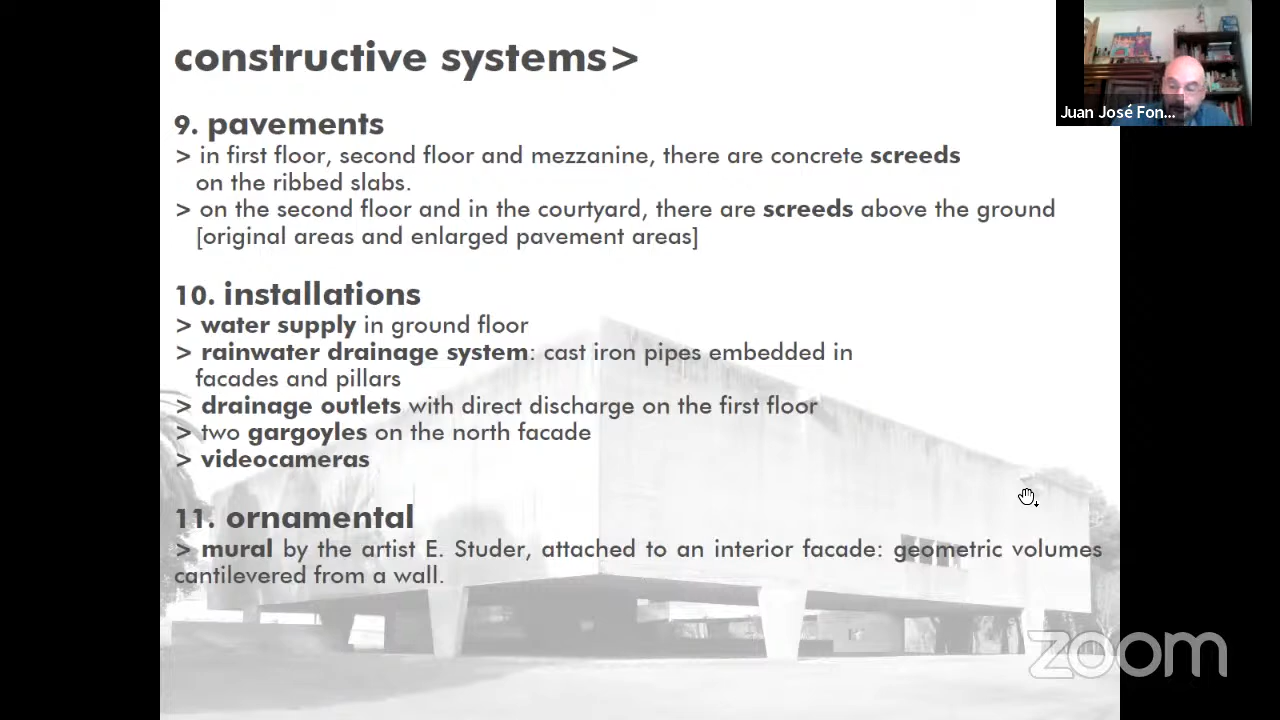 constructive systems>
9. pavements
> in first floor, second floor and mezzanine, there are concrete screeds
on the ribbed slabs.
> on the second floor and in the courtyard, there are screeds above the ground
[original areas and enlarged pavement areas]
10. installations
> water supply in ground floor
> rainwater drainage system: cast iron pipes embedded in
facades and pillars
> drainage outlets with direct discharge on the first floor
> two gargoyles on the north facade
> videocameras
11. ornamental
> mural by the artist E. Studer, attached to an interior facade: geometric volumes
cantilevered from a wall.
Juan José Fon...
zoom